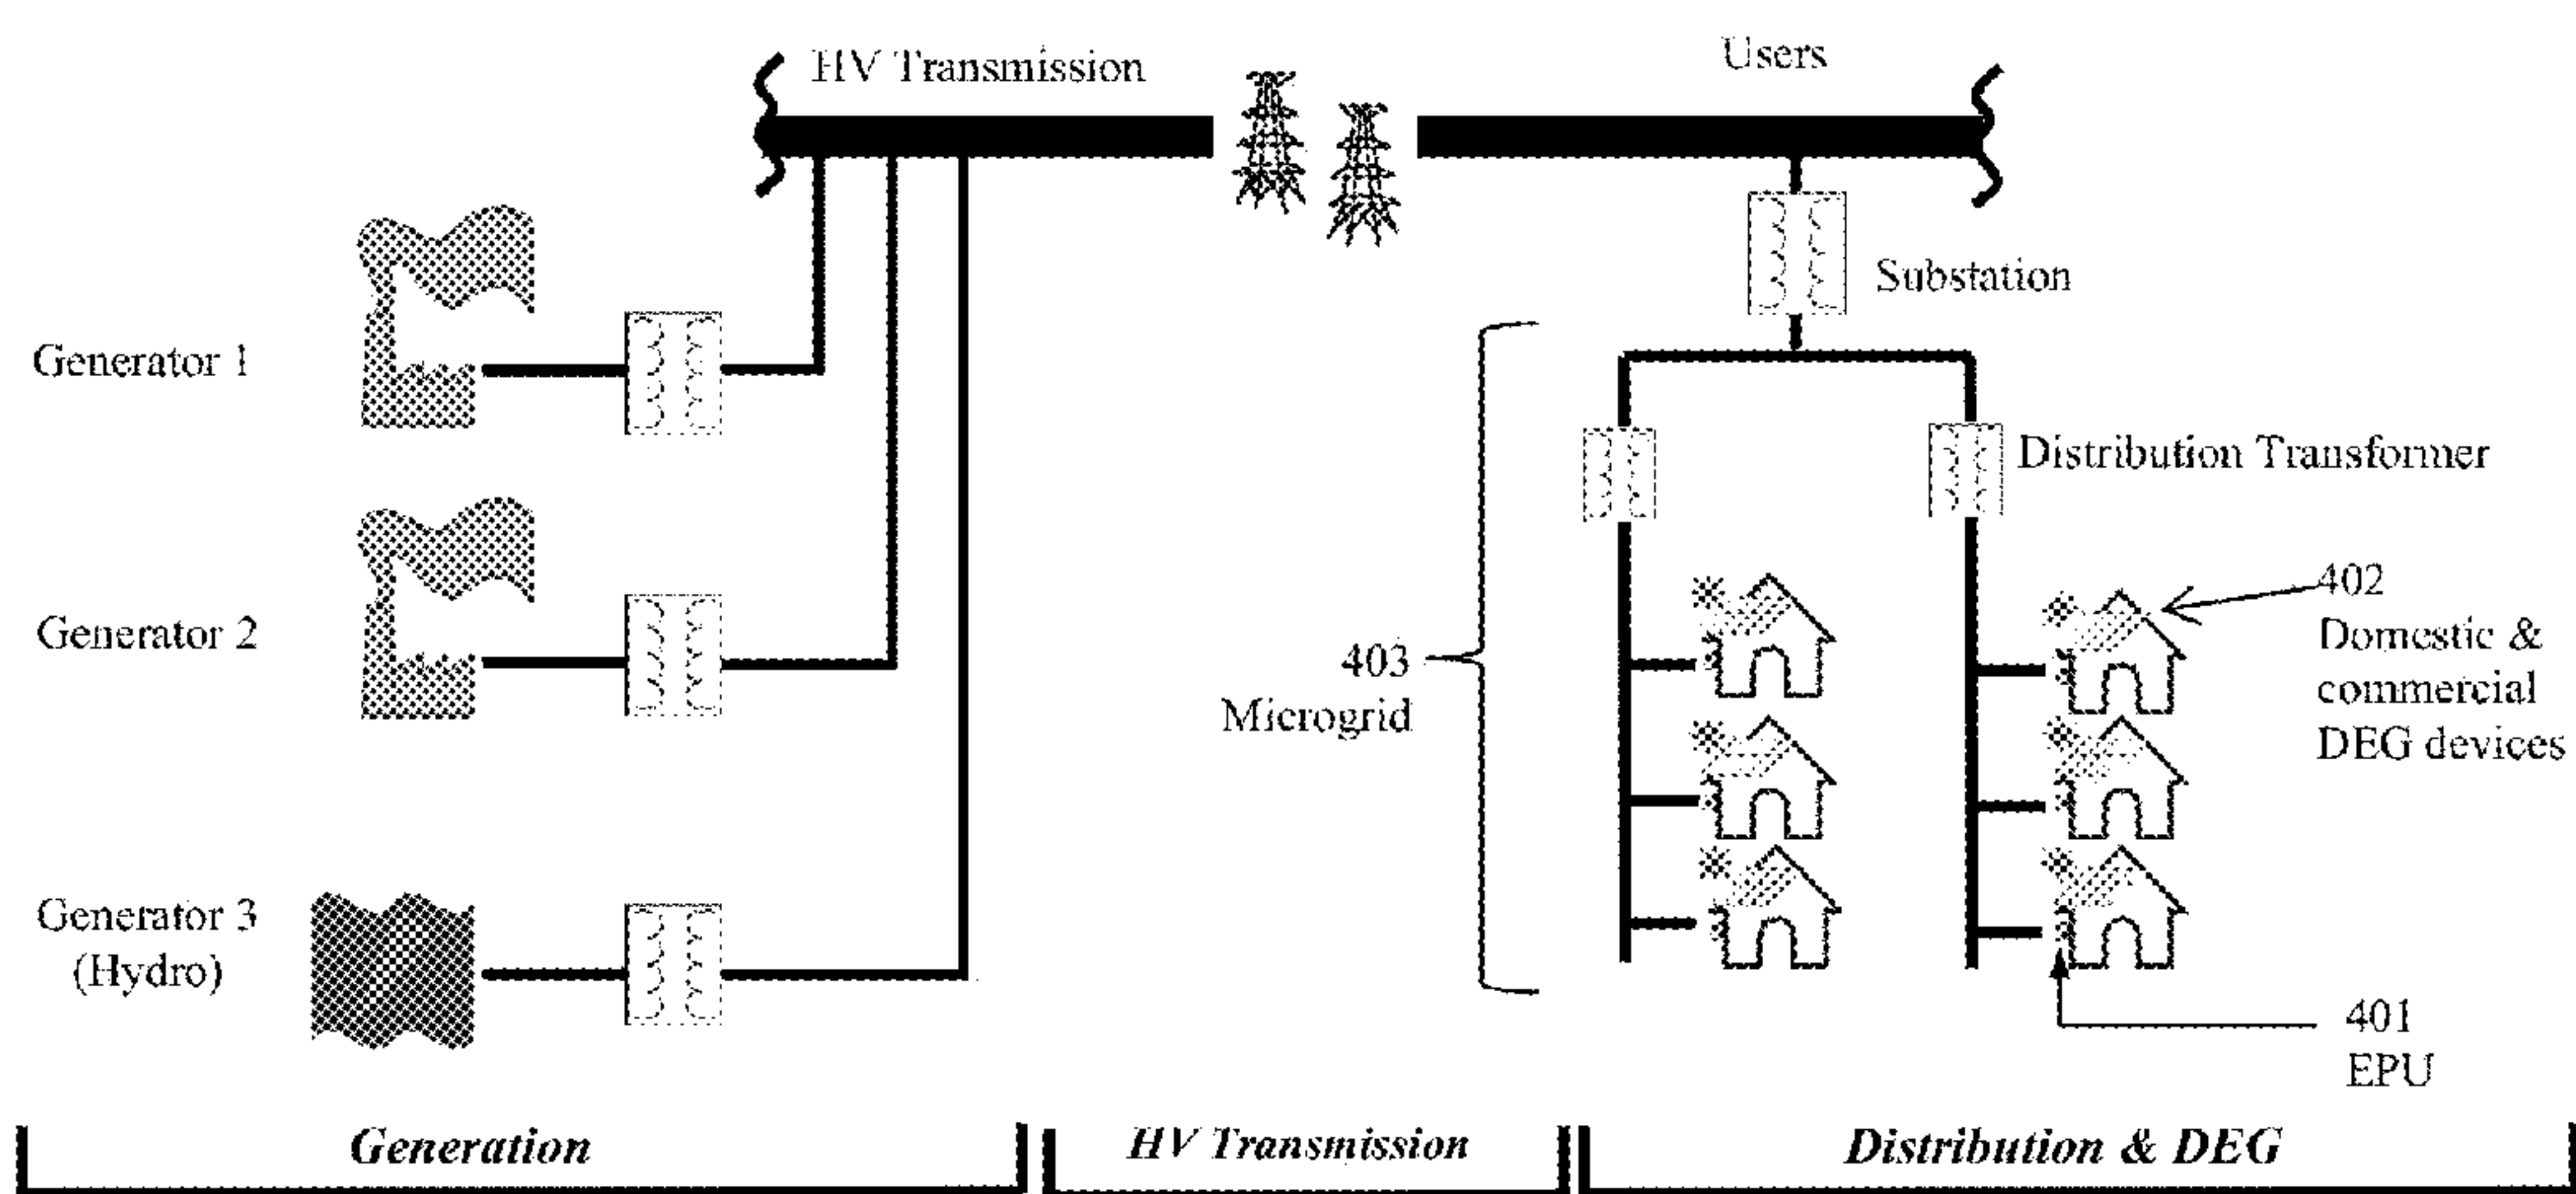 HV Transmission
Users
Substation
Generator 1
Distribution Transformer
402
Domestic &
commercial
DEG devices
Generator 2
403
Microgrid
Generator 3
(Hydro)
401
EPU
Generation
HV Transmission
Distribution & DEG